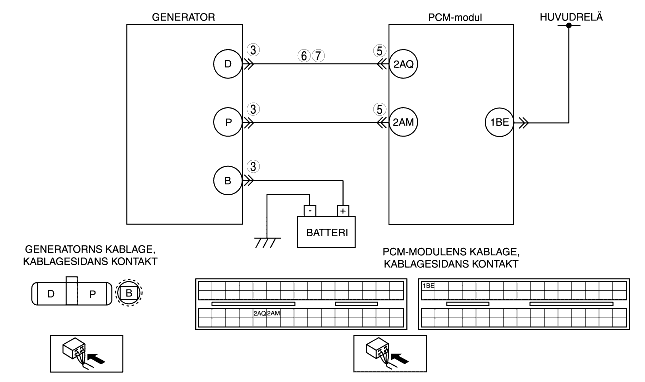 GENERATOR
PCM-modul
HUVUDRELÄ
3
6 7
5
D
2AQ
3
5
P
2AM
1BE
3
B
- +
BATTERI
GENERATORNS KABLAGE,
KABLAGESIDANS KONTAKT
PCM-MODULENS KABLAGE,
KABLAGESIDANS KONTAKT
D P B
1BE
2AQ 2AM